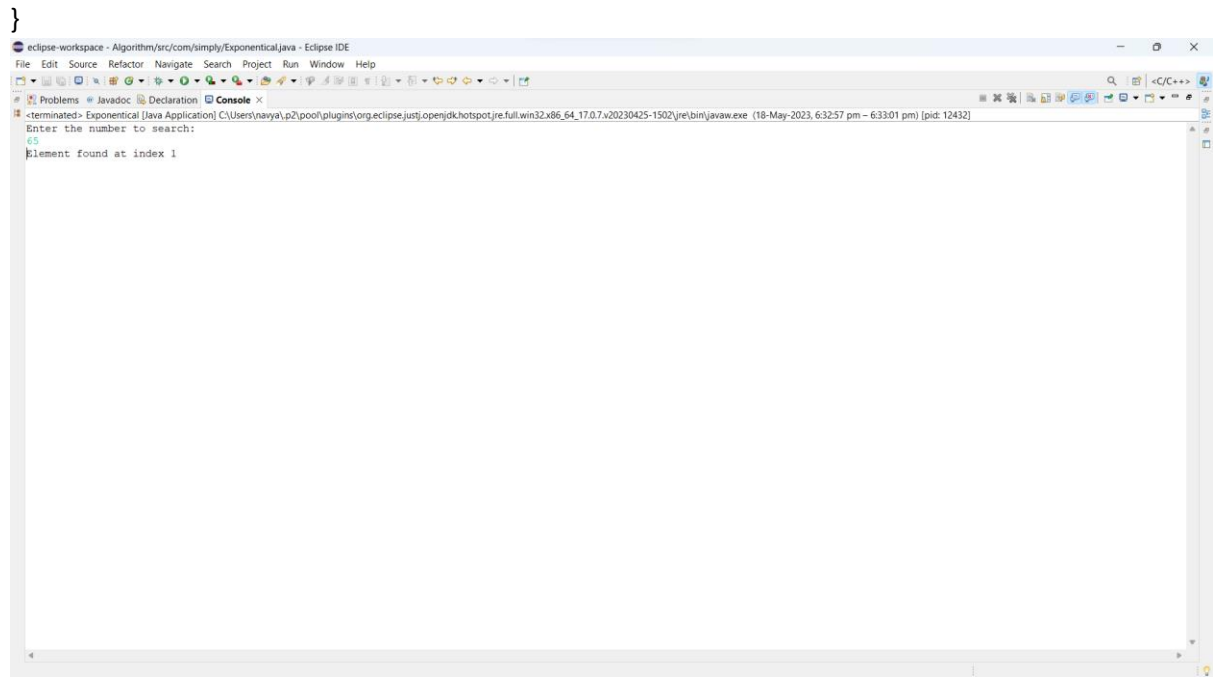 }
eclipse-workspace - Algorithm/src/com/simply/Exponentical.java - Eclipse IDE
File Edit Source Refactor Navigate Search Project Run Window Help
<C/C++>
Problems Javadoc Declaration Console
<terminated> Exponentical [Java Application] C:\Users\navya\.p2\pool\plugins\org.eclipse.justj.openjdk.hotspot.jre.full.win32.x86_64_17.0.7.v20230425-1502\jre\bin\javaw.exe (18-May-2023, 6:32:57 pm – 6:33:01 pm) [pid: 12432]
Enter the number to search:
65
Element found at index 1